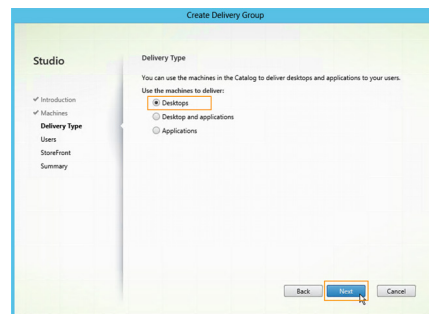 Create Delivery Group
Studio
Introduction
Machines
Delivery Type
Users
StoreFront
Summary
Delivery Type
You can use the machines in the Catalog to deliver desktops and applications to your users.
Use the machines to deliver:
Desktops
Desktop and applications
Applications
Back Next Cancel